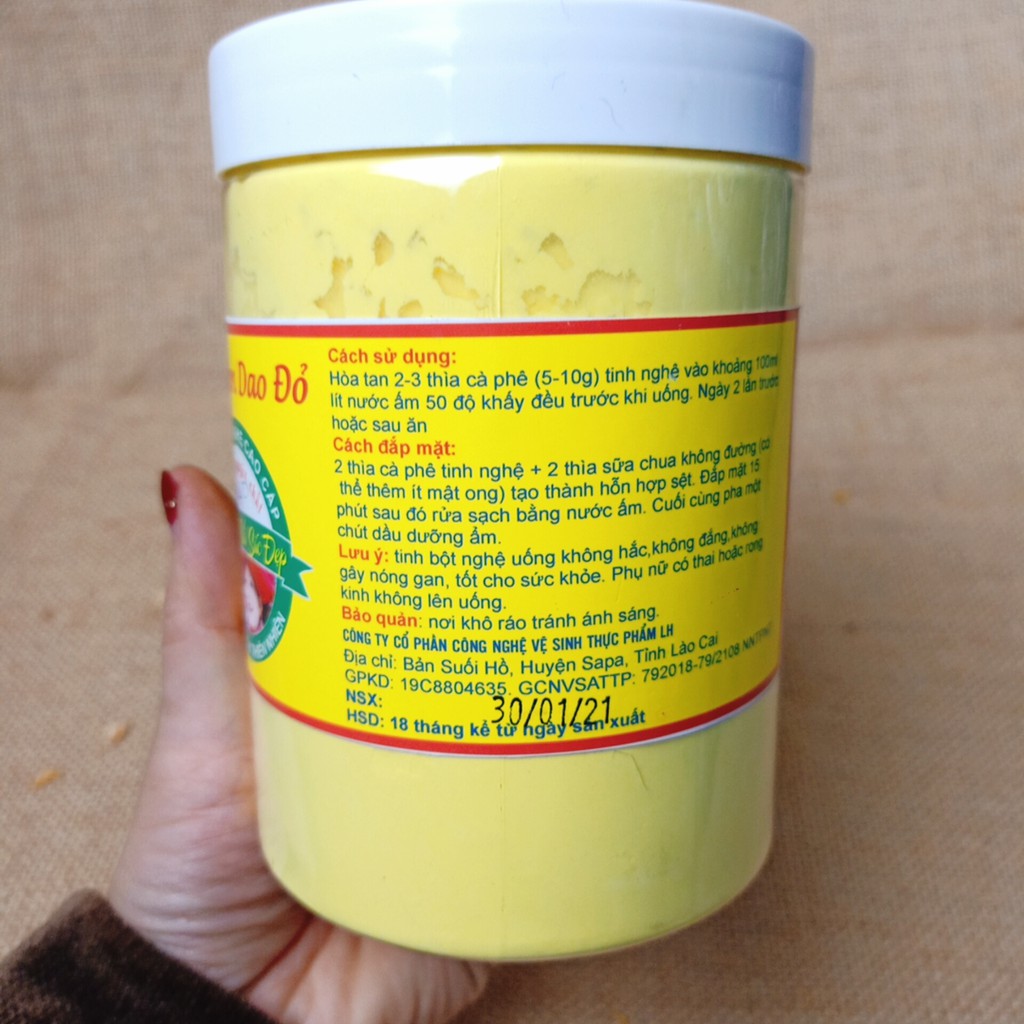 Dao Đỏ
CAO CẤP
Đẹp
NHIÊN
Cách sử dụng:
Hòa tan 2-3 thìa cà phê (5-10g) tinh nghệ vào khoảng 100ml
lít nước ấm 50 độ khấy đều trước khi uống. Ngày 2 lần trước
hoặc sau ăn
Cách đắp mặt:
2 thìa cà phê tinh nghệ + 2 thìa sữa chua không đường (có
thể thêm ít mật ong) tạo thành hỗn hợp sệt. Đắp mặt 15
phút sau đó rửa sạch bằng nước ấm. Cuối cùng pha một
chút dầu dưỡng ẩm.
Lưu ý: tinh bột nghệ uống không hắc,không đắng,không
gây nóng gan, tốt cho sức khỏe. Phụ nữ có thai hoặc rong
kinh không lên uống.
Bảo quản: nơi khô ráo tránh ánh sáng.
CÔNG TY CỔ PHẦN CÔNG NGHỆ VỆ SINH THỰC PHẨM LH
Địa chỉ: Bản Suối Hồ, Huyện Sapa, Tỉnh Lào Cai
GPKD: 19C8804635. GCNVSATTP: 792018-79/2108
NSX: 30/01/21
HSD: 18 tháng kể từ ngày sản xuất